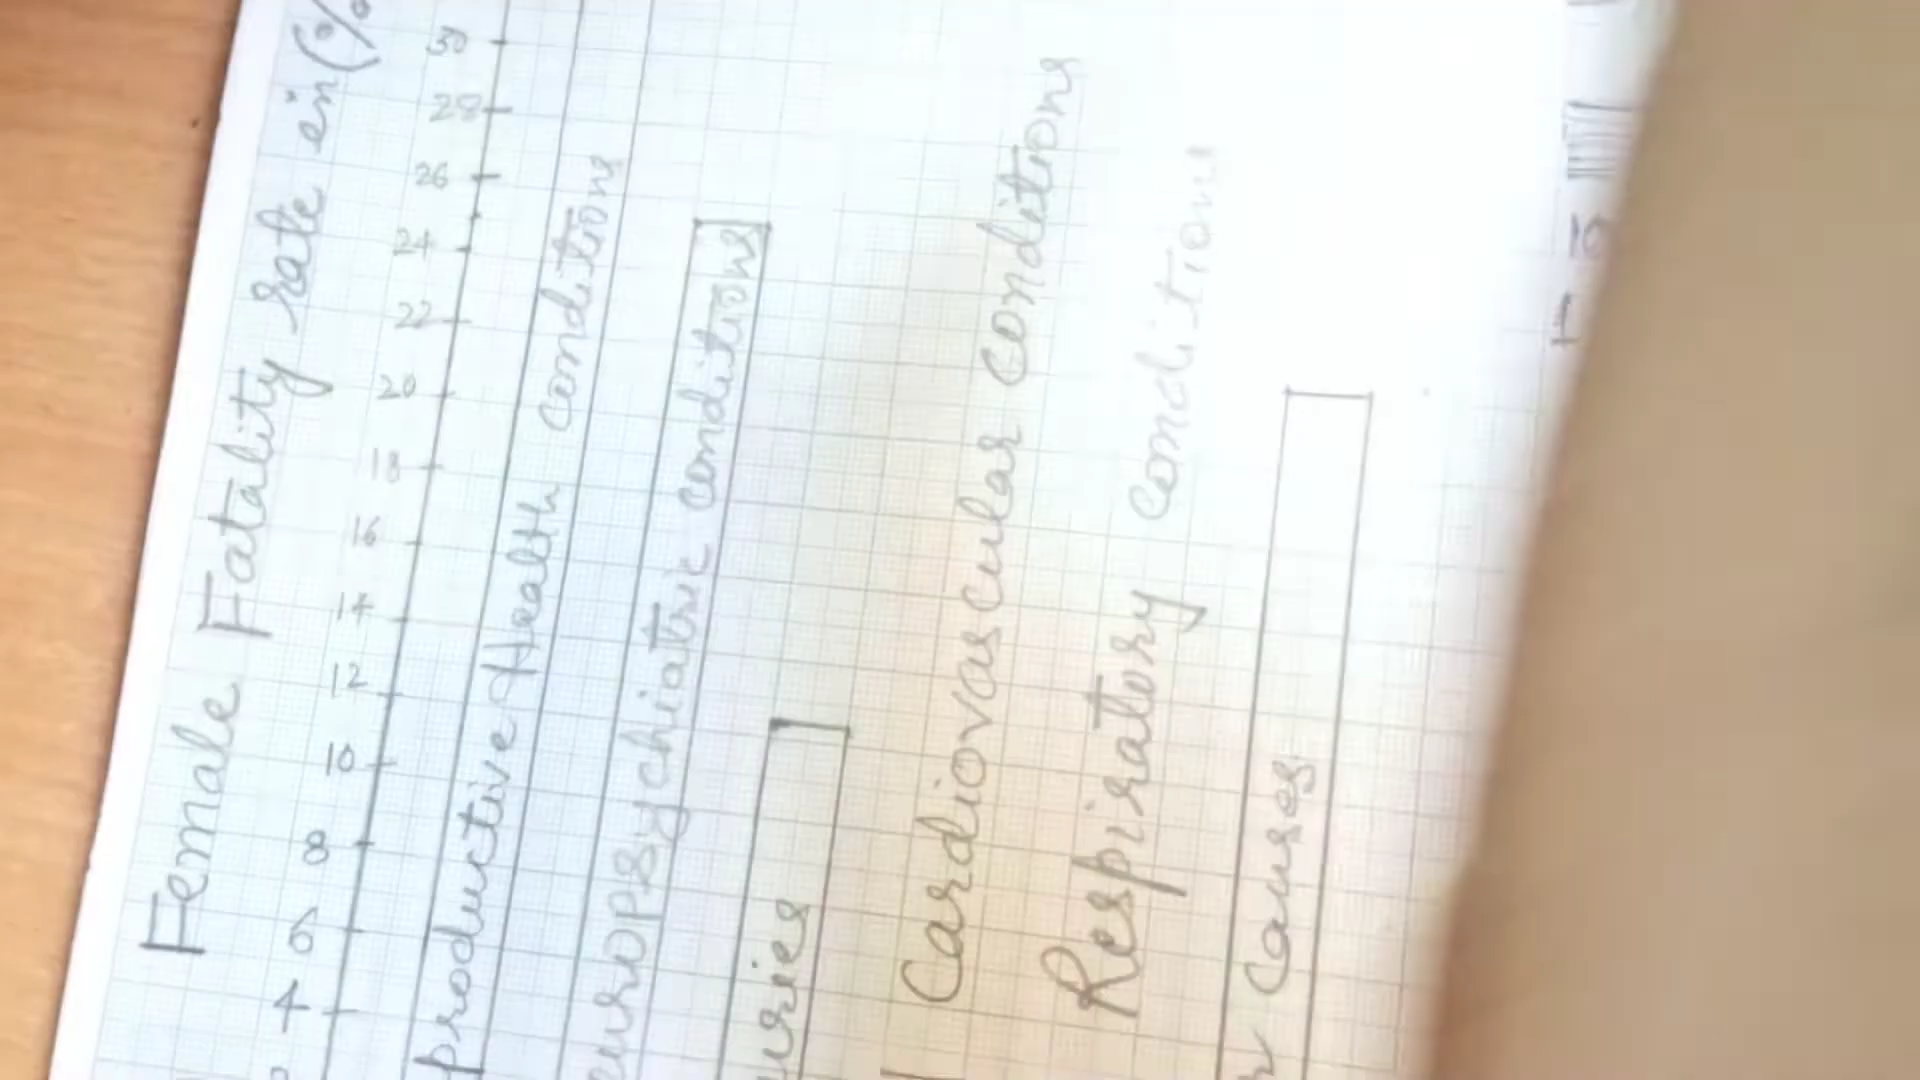 Female Fatality rate in (%
4 6 8 10 12 14 16 18 20 22 24 26 28 30
productive Health conditions
europsychiatric conditions
uries
Cardiovascular conditions
Respiratory conditions
r Causes